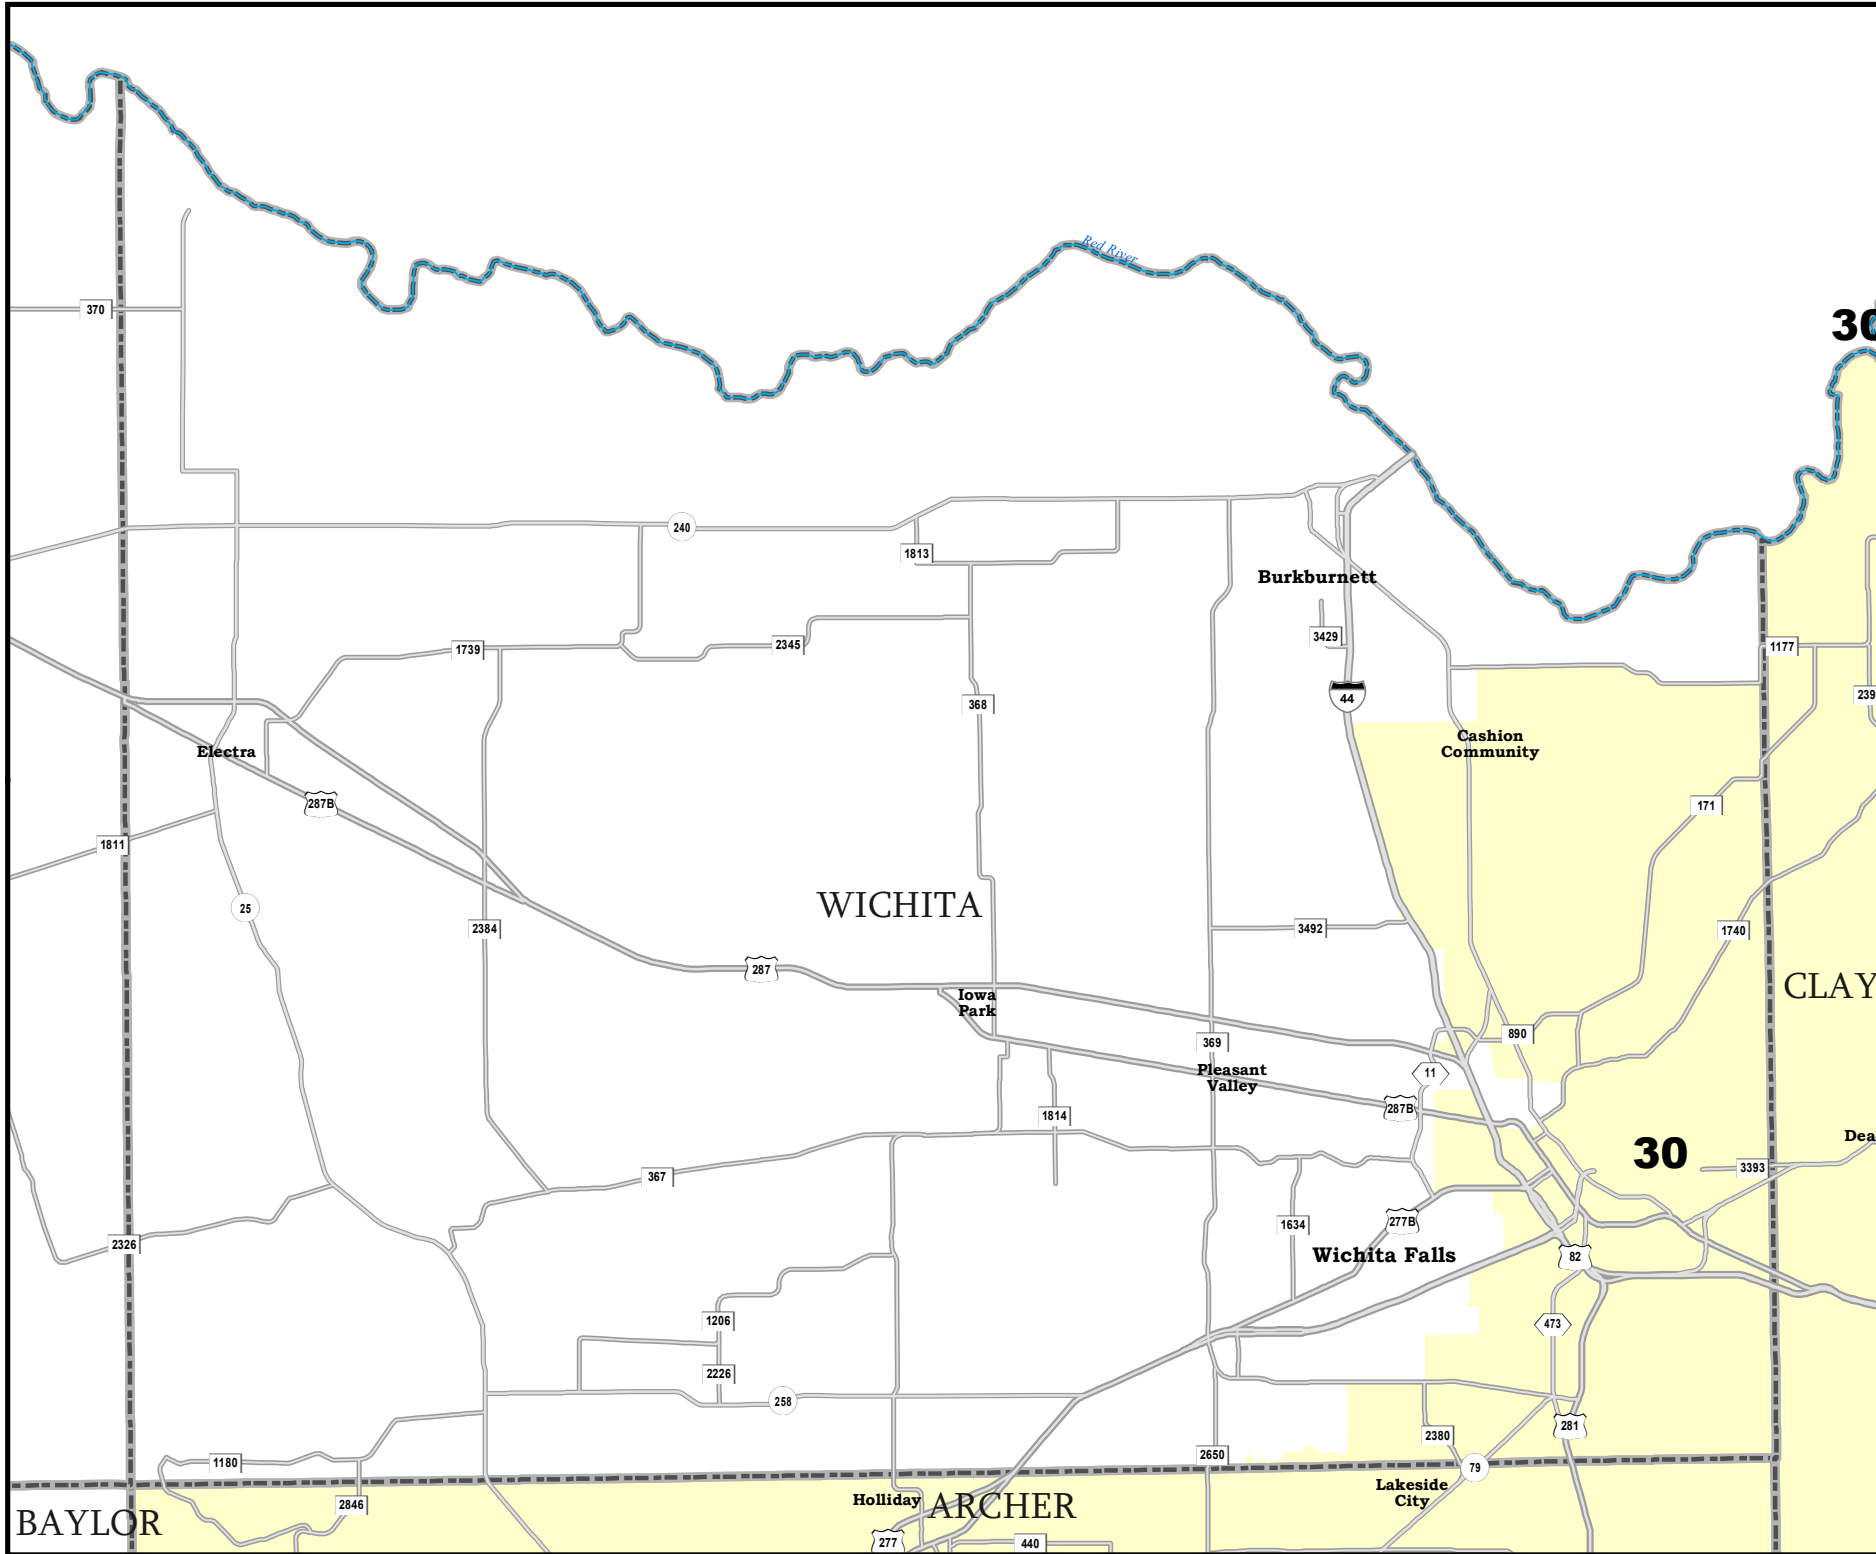 Red River
370
30
240
1813
Burkburnett
3429
1739
2345
1177
44
239
368
Cashion
Community
Electra
287B
171
1811
WICHITA
25
2384
3492
1740
287
CLAY
Iowa
Park
890
369
11
Pleasant
Valley
287B
1814
Dea
30
3393
367
277B
1634
2326
Wichita Falls
82
1206
473
2226
258
281
2380
2650
1180
79
Lakeside
City
2846
Holliday
ARCHER
BAYLOR
277
440